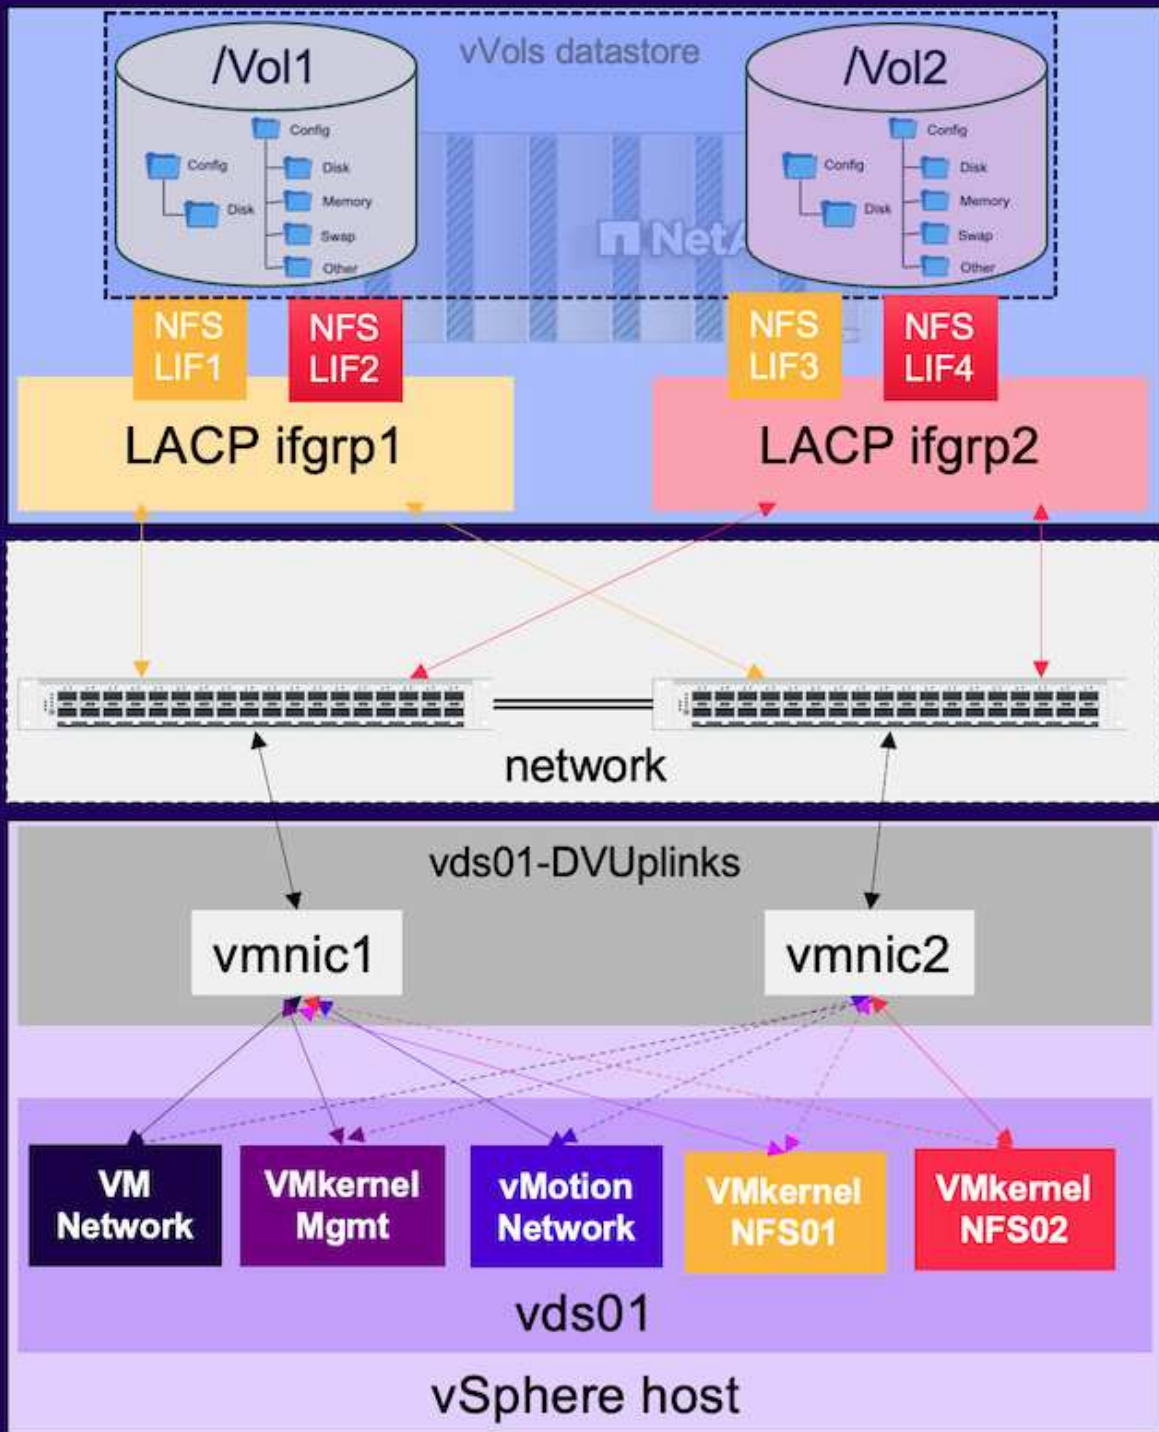 vVols datastore
/Vol1
Config
Config
Disk
Disk
Memory
Swap
Other
/Vol2
Config
Config
Disk
Disk
Memory
Swap
Other
NFS
LIF1
NFS
LIF2
NFS
LIF3
NFS
LIF4
LACP ifgrp1
LACP ifgrp2
network
vds01-DVUplinks
vmnic1
vmnic2
VM
Network
VMkernel
Mgmt
vMotion
Network
VMkernel
NFS01
VMkernel
NFS02
vds01
vSphere host